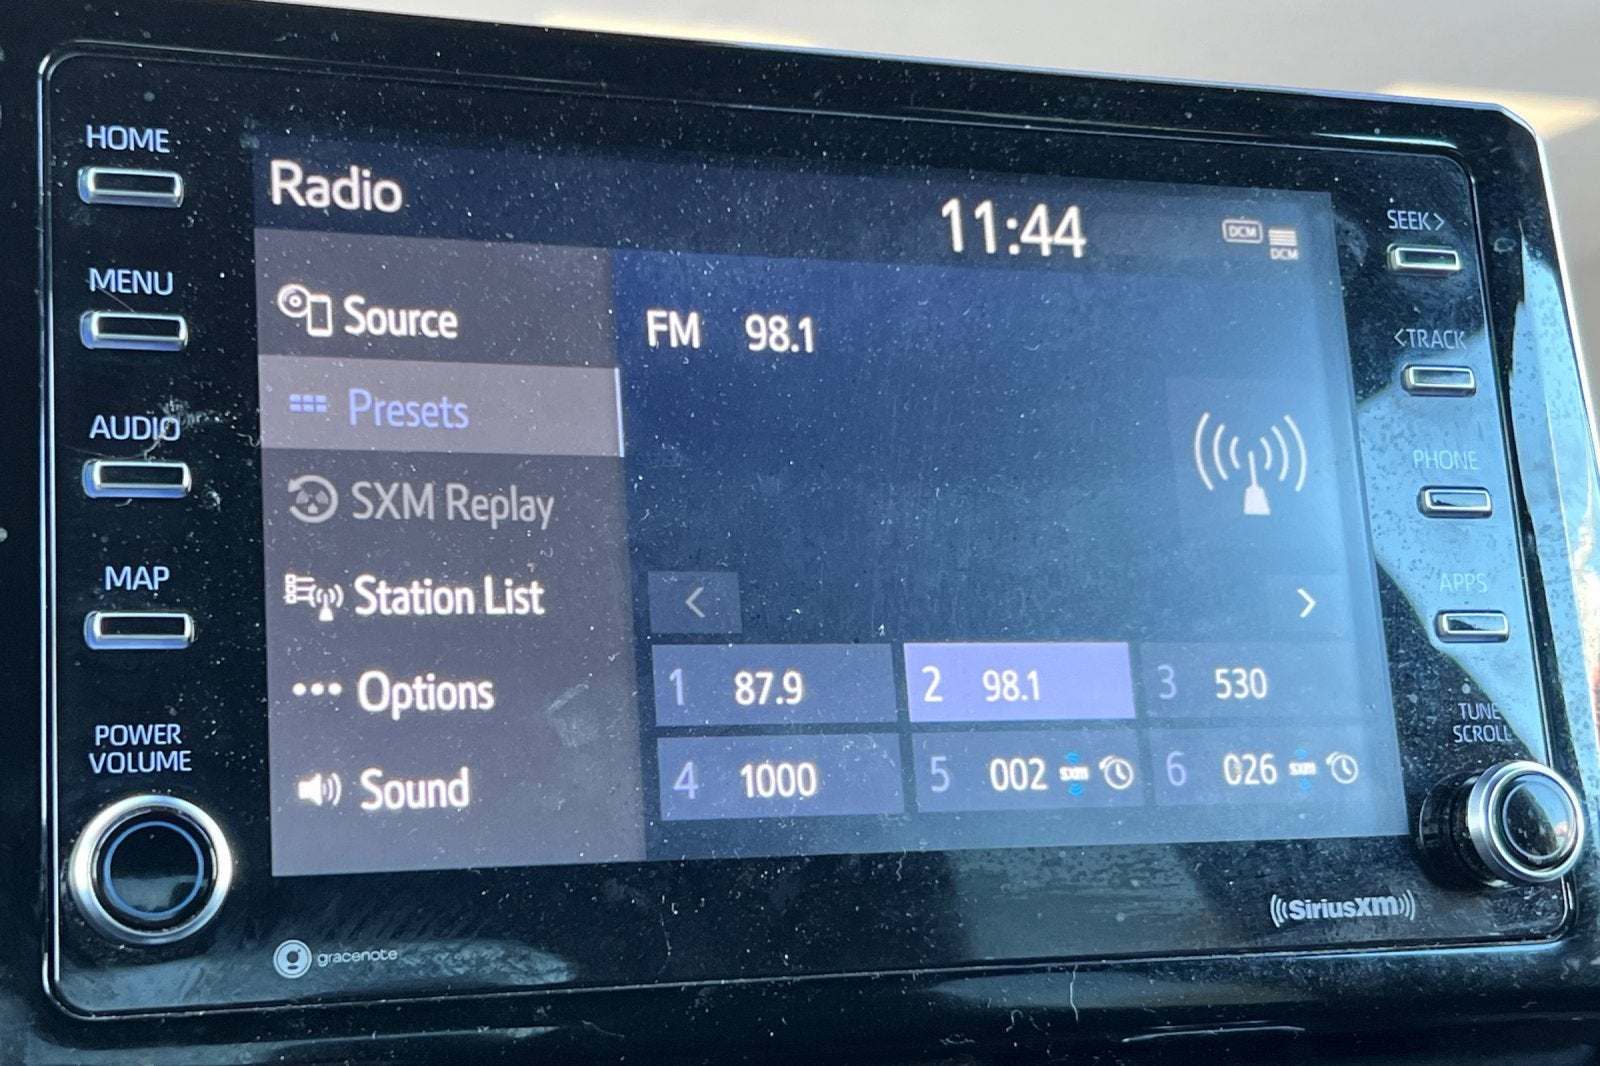 HOME
MENU
AUDIO
MAP
POWER
VOLUME
Radio
11:44
DCM
DCM
Source
Presets
SXM Replay
Station List
Options
Sound
FM 98.1
<
>
1 87.9
2 98.1
3 530
4 1000
5 002 SXM
6 026 SXM
SEEK >
< TRACK
PHONE
APPS
TUNE
SCROLL
gracenote
((SiriusXM))